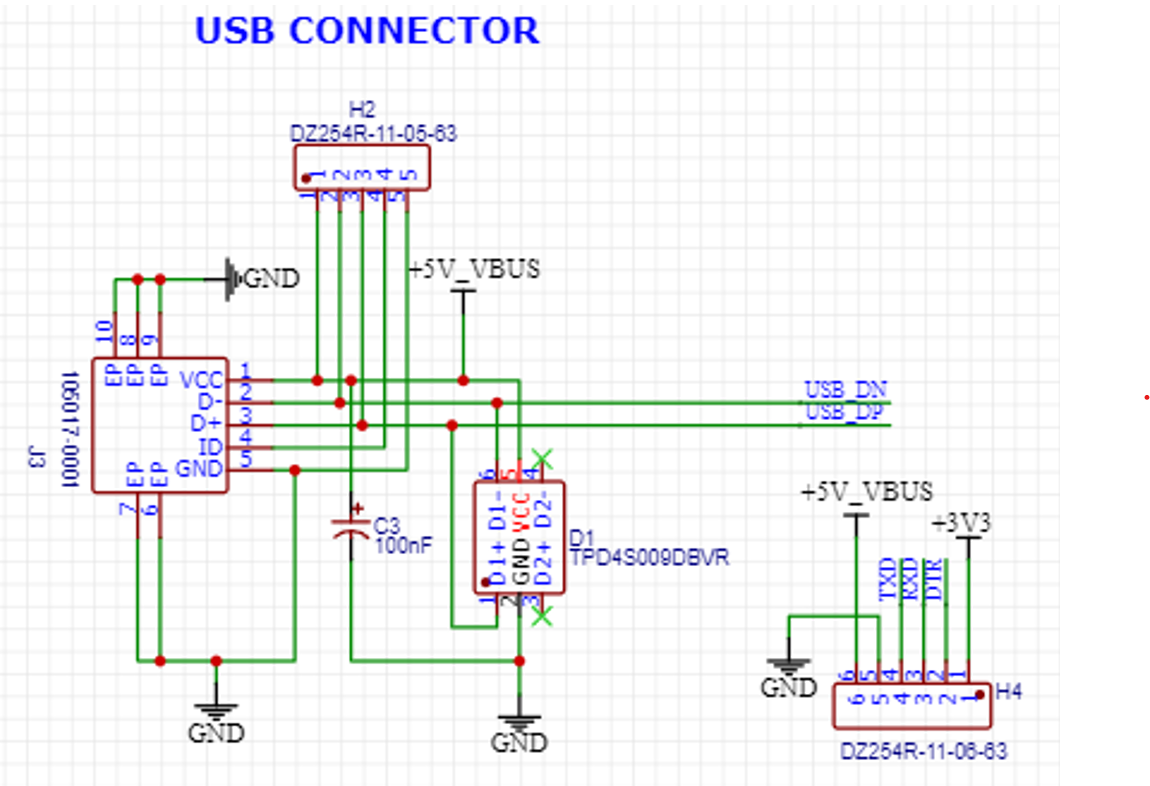 USB CONNECTOR
H2
DZ254R-11-05-63
1 2 3 4 5
1 2 3 4 5
+5V_VBUS
GND
10 8 9
EP EP EP
VCC 1
D- 2
D+ 3
ID 4
GND 5
EP EP
7 6
J3
105017-0001
USB_DN
USB_DP
GND
C3
100nF
+
6 5 4
D1- VCC D2-
D1+ GND D2+
1 2 3
D1
TPD4S009DBVR
GND
+5V_VBUS
+3V3
TXD RXD DTR
GND
6 5 4 3 2 1
6 5 4 3 2 1
H4
DZ254R-11-06-63